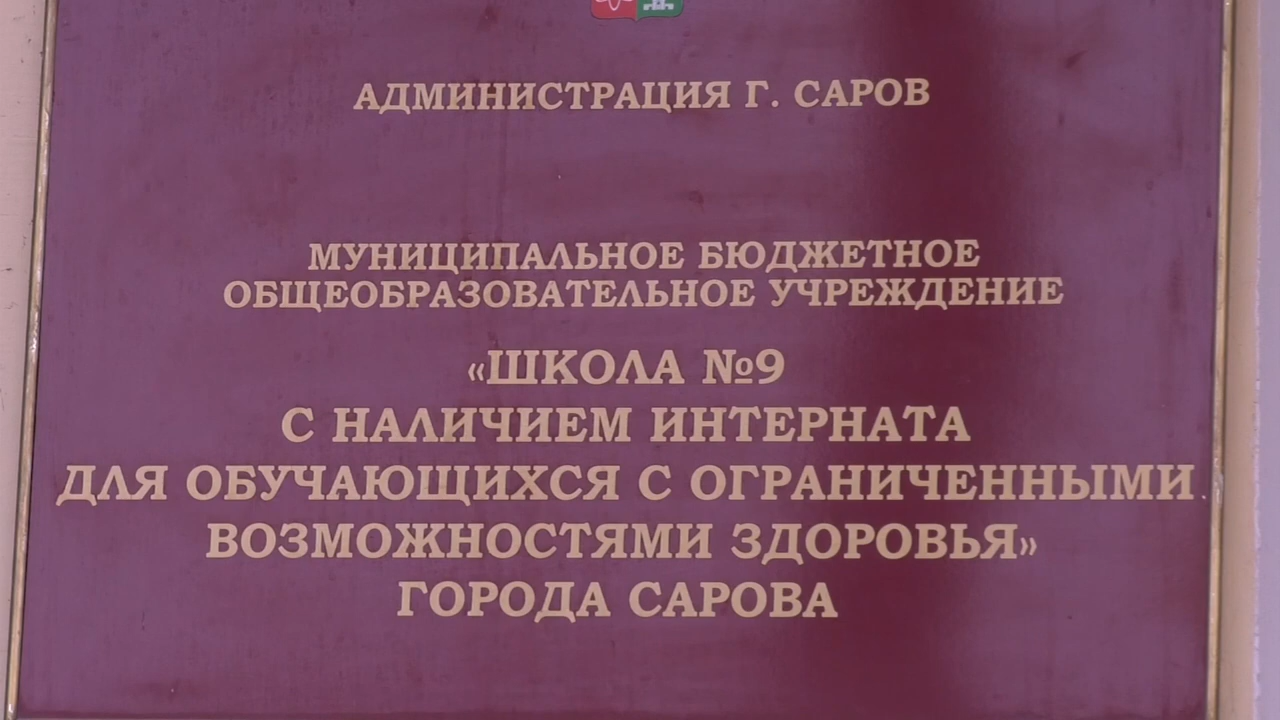 АДМИНИСТРАЦИЯ Г. САРОВ
МУНИЦИПАЛЬНОЕ БЮДЖЕТНОЕ
ОБЩЕОБРАЗОВАТЕЛЬНОЕ УЧРЕЖДЕНИЕ
«ШКОЛА №9
С НАЛИЧИЕМ ИНТЕРНАТА
ДЛЯ ОБУЧАЮЩИХСЯ С ОГРАНИЧЕННЫМИ
ВОЗМОЖНОСТЯМИ ЗДОРОВЬЯ»
ГОРОДА САРОВА